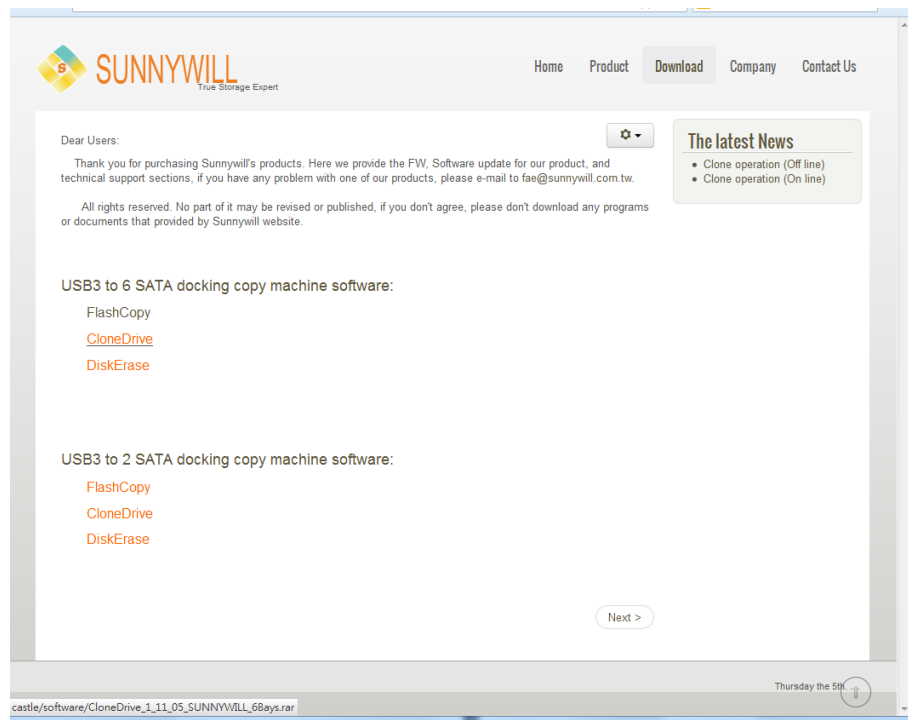 SUNNYWILL
True Storage Expert
Home Product Download Company Contact Us
Dear Users:
Thank you for purchasing Sunnywill's products. Here we provide the FW, Software update for our product, and
technical support sections, if you have any problem with one of our products, please e-mail to fae@sunnywill.com.tw.
All rights reserved. No part of it may be revised or published, if you don't agree, please don't download any programs
or documents that provided by Sunnywill website.
The latest News
Clone operation (Off line)
Clone operation (On line)
USB3 to 6 SATA docking copy machine software:
FlashCopy
CloneDrive
DiskErase
USB3 to 2 SATA docking copy machine software:
FlashCopy
CloneDrive
DiskErase
Next >
Thursday the 5th.
castle/software/CloneDrive_1_11_05_SUNNYWILL_6Bays.rar